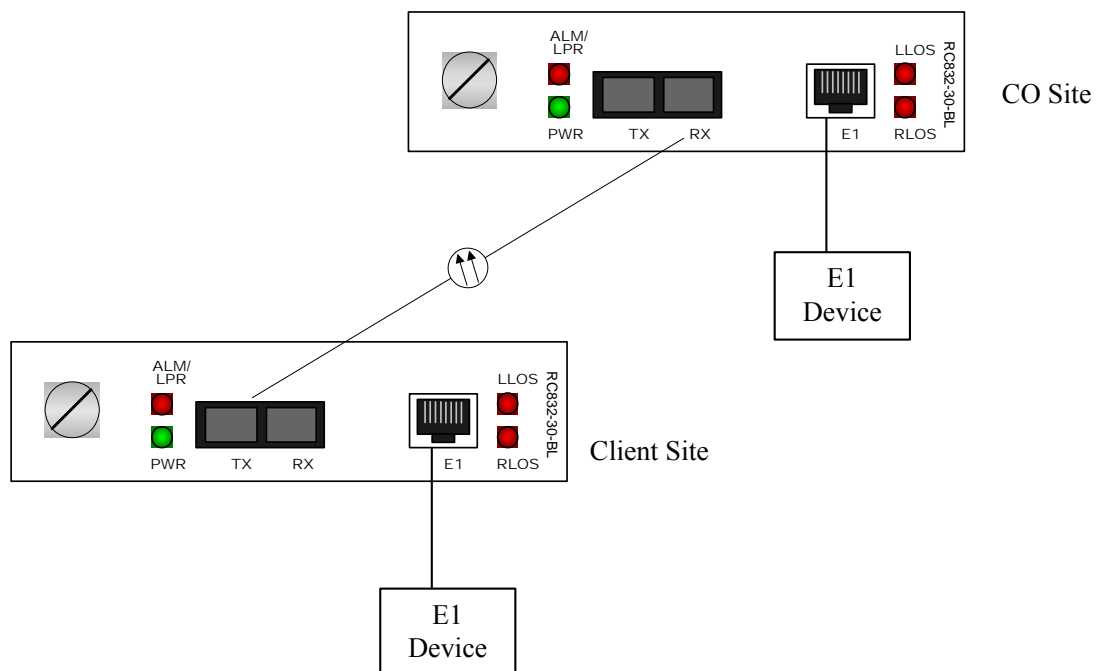 ALM/
LPR
LLOS
RC832-30-BL
PWR
TX
RX
E1
RLOS
CO Site
E1
Device
ALM/
LPR
LLOS
RC832-30-BL
PWR
TX
RX
E1
RLOS
Client Site
E1
Device